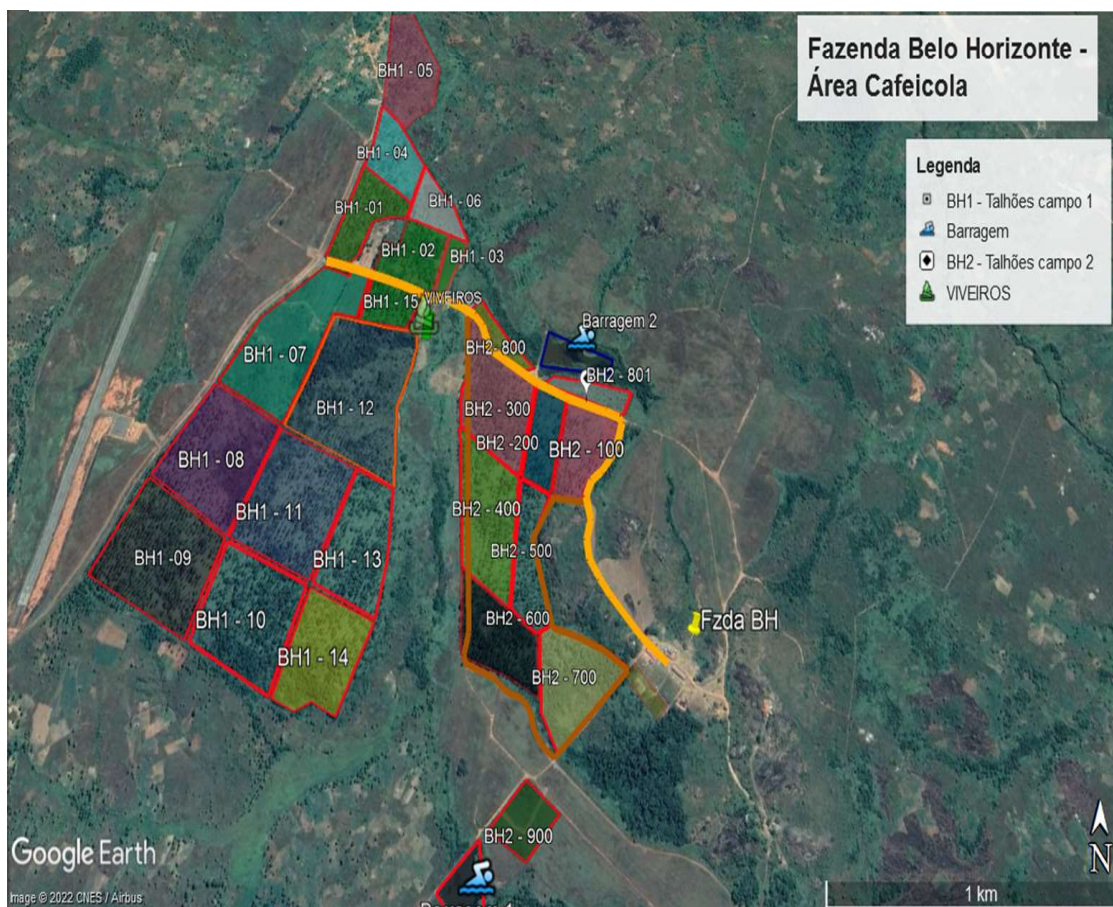 Fazenda Belo Horizonte -
Área Cafeicola
Legenda
BH1 - Talhões campo 1
Barragem
BH2 - Talhões campo 2
VIVEIROS
BH1 - 05
BH1 - 04
BH1 - 06
BH1 -01
BH1 - 02
BH1 - 03
BH1 - 15
VIVEIROS
BH1 - 07
BH2 - 800
Barragem 2
BH2 - 801
BH1 - 12
BH2 - 300
BH2 -200
BH2 - 100
BH1 - 08
BH1 - 11
BH2 - 400
BH1 -09
BH1 - 13
BH2 - 500
BH1 - 10
BH2 - 600
Fzda BH
BH1 - 14
BH2 - 700
BH2 - 900
Google Earth
Image © 2022 CNES / Airbus
N
1 km